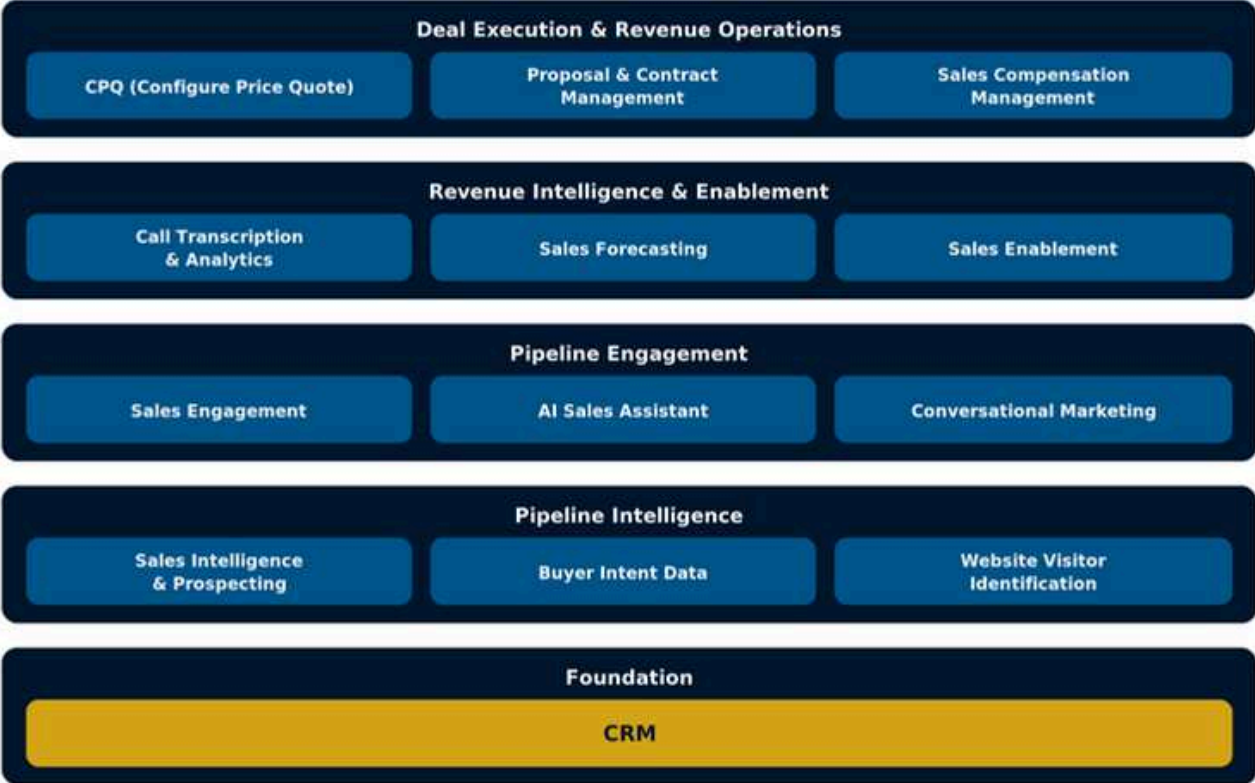 Deal Execution & Revenue Operations
CPQ (Configure Price Quote)
Proposal & Contract
Management
Sales Compensation
Management
Revenue Intelligence & Enablement
Call Transcription
& Analytics
Sales Forecasting
Sales Enablement
Pipeline Engagement
Sales Engagement
AI Sales Assistant
Conversational Marketing
Pipeline Intelligence
Sales Intelligence
& Prospecting
Buyer Intent Data
Website Visitor
Identification
Foundation
CRM